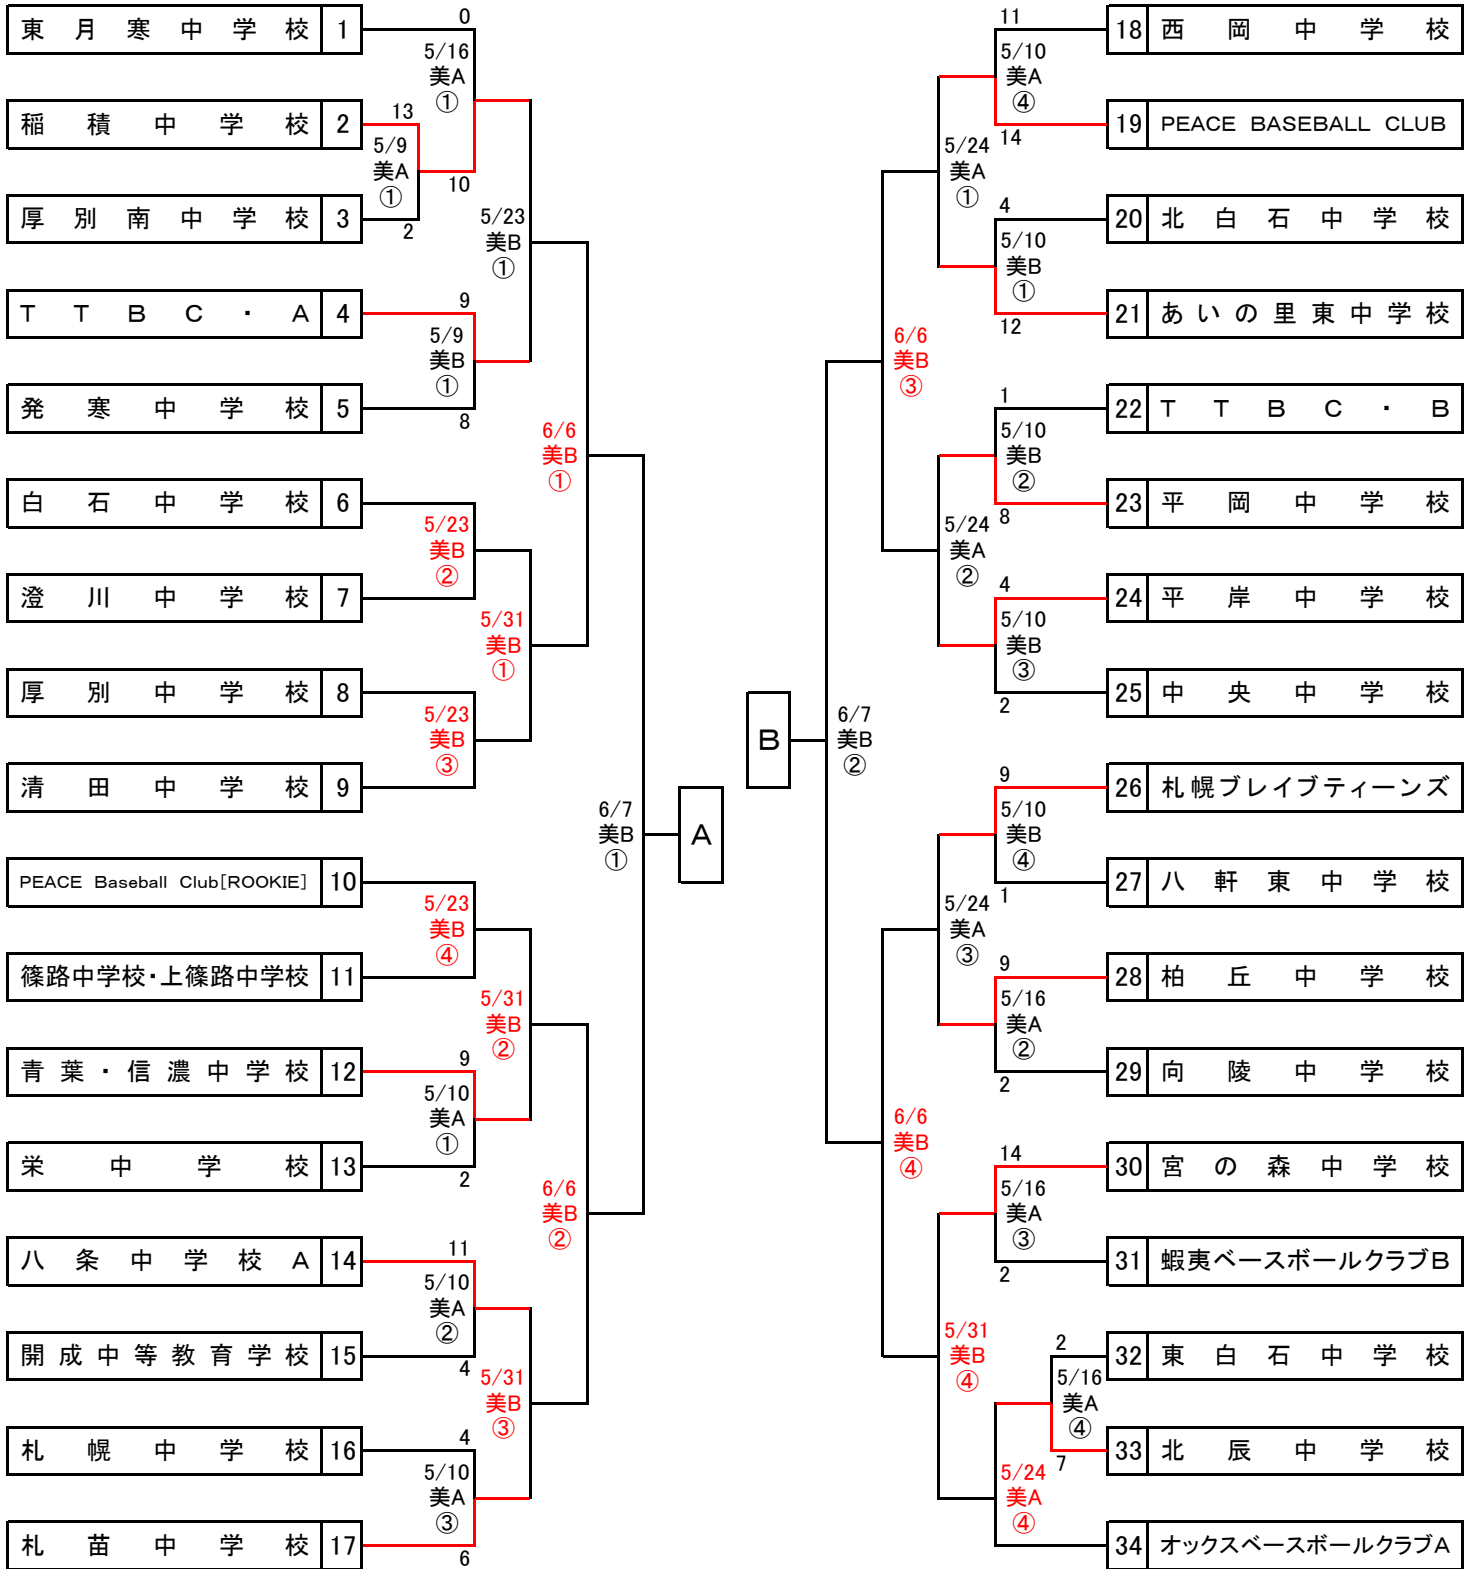 東月寒中学校 1
0
5/16
美A
①
稲積中学校 2
13
5/9
美A
①
10
厚別南中学校 3
2
5/23
美B
①
TTBC・A 4
9
5/9
美B
①
発寒中学校 5
8
6/6
美B
①
白石中学校 6
5/23
美B
②
澄川中学校 7
5/31
美B
①
厚別中学校 8
5/23
美B
③
清田中学校 9
6/7
美B
①
A
PEACE Baseball Club[ROOKIE] 10
5/23
美B
④
篠路中学校・上篠路中学校 11
5/31
美B
②
青葉・信濃中学校 12
9
5/10
美A
①
栄中学校 13
2
6/6
美B
②
八条中学校A 14
11
5/10
美A
②
開成中等教育学校 15
4
5/31
美B
③
札幌中学校 16
4
5/10
美A
③
札苗中学校 17
6
11
18 西岡中学校
5/10
美A
④
19 PEACE BASEBALL CLUB
14
5/24
美A
①
4
20 北白石中学校
5/10
美B
①
21 あいの里東中学校
12
6/6
美B
③
1
22 TTBC・B
5/10
美B
②
23 平岡中学校
8
5/24
美A
②
4
24 平岸中学校
5/10
美B
③
25 中央中学校
2
B
6/7
美B
②
9
26 札幌ブレイブティーンズ
5/10
美B
④
27 八軒東中学校
1
5/24
美A
③
9
28 柏丘中学校
5/16
美A
②
29 向陵中学校
2
6/6
美B
④
14
30 宮の森中学校
5/16
美A
③
31 蝦夷ベースボールクラブB
2
5/31
美B
④
2
32 東白石中学校
5/16
美A
④
33 北辰中学校
7
5/24
美A
④
34 オックスベースボールクラブA